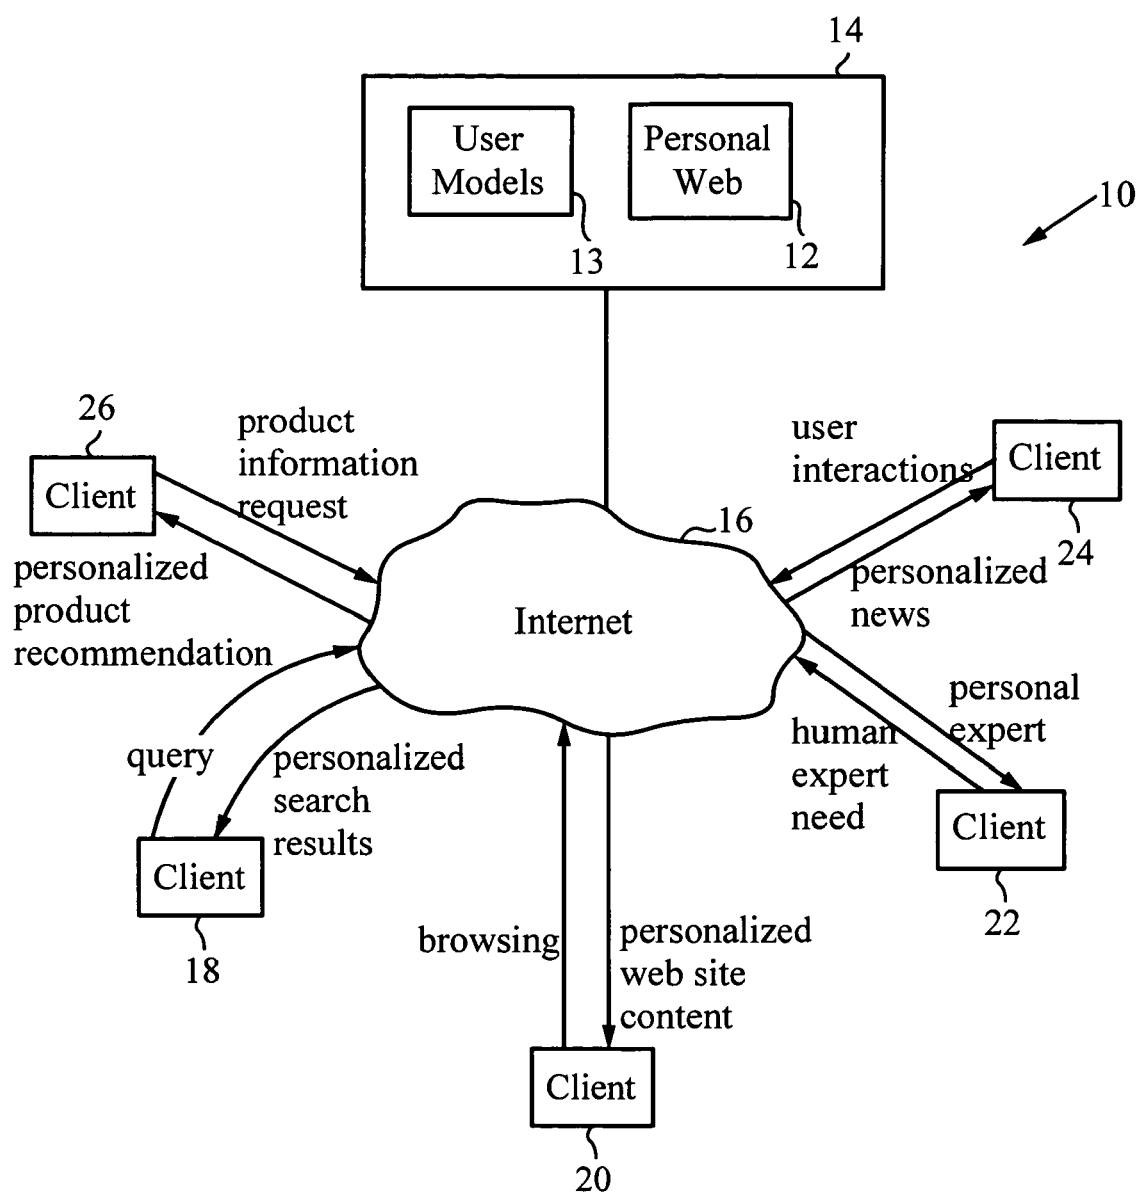 14
User
Models
Personal
Web
13
12
10
26
Client
product
information
request
personalized
product
recommendation
user
interactions
Client
24
personalized
news
16
Internet
query
personalized
search
results
Client
18
personal
expert
human
expert
need
Client
22
browsing
personalized
web site
content
Client
20